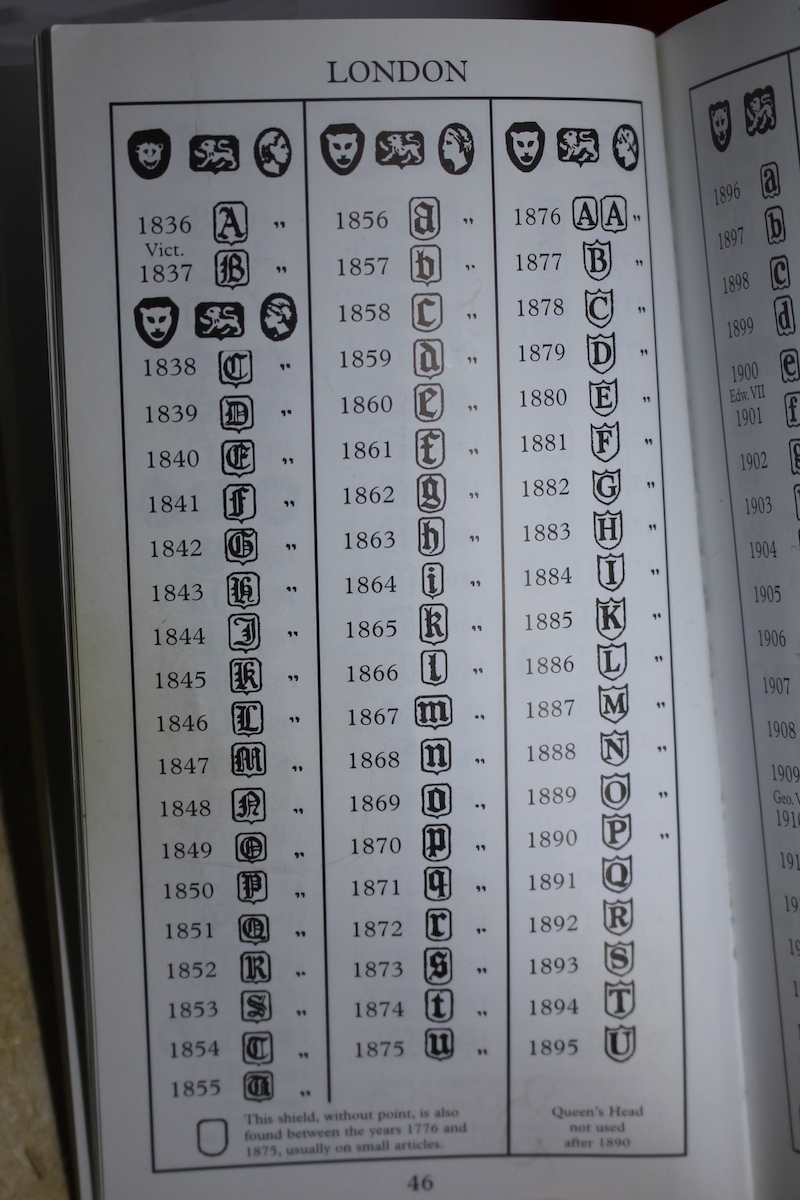 LONDON
1836 A „
Vict.
1837 B „
1838 C „
1839 D „
1840 E „
1841 F „
1842 G „
1843 H „
1844 J „
1845 K „
1846 L „
1847 M „
1848 N „
1849 O „
1850 P „
1851 Q „
1852 R „
1853 S „
1854 T „
1855 U „
This shield, without point, is also
found between the years 1776 and
1875, usually on small articles.
1856 a „
1857 b „
1858 c „
1859 d „
1860 e „
1861 f „
1862 g „
1863 h „
1864 i „
1865 k „
1866 l „
1867 m „
1868 n „
1869 o „
1870 p „
1871 q „
1872 r „
1873 s „
1874 t „
1875 u „
1876 A A „
1877 B „
1878 C „
1879 D „
1880 E „
1881 F „
1882 G „
1883 H „
1884 I „
1885 K „
1886 L „
1887 M „
1888 N „
1889 O „
1890 P „
1891 Q
1892 R
1893 S
1894 T
1895 U
Queen's Head
not used
after 1890
46
1896 a
1897 b
1898 c
1899 d
1900 e
Edw. VII
1901 f
1902
1903
1904
1905
1906
1907
1908
1909
Geo.